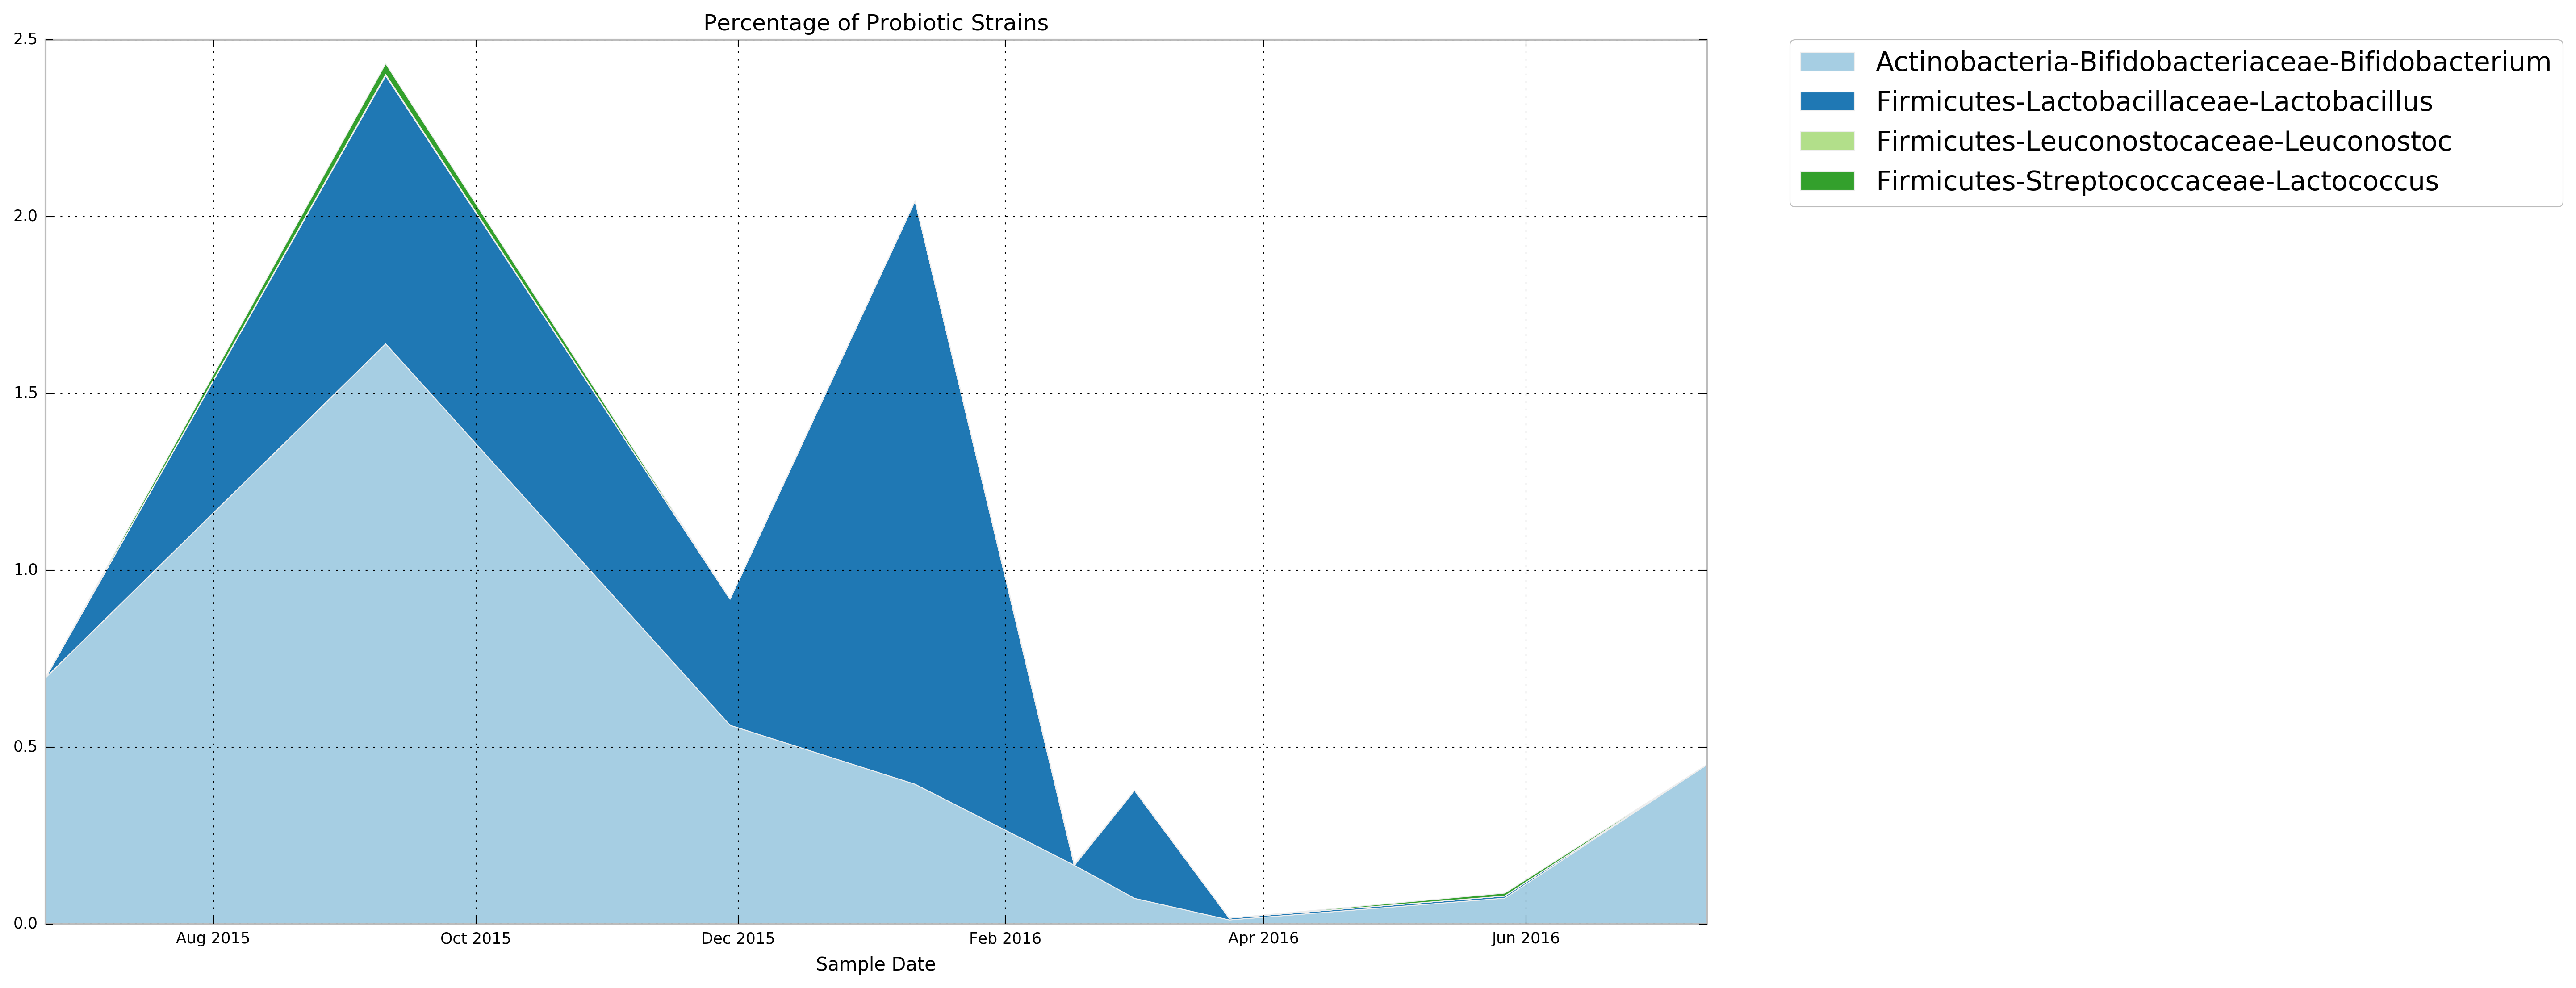 Percentage of Probiotic Strains
2.5
2.0
1.5
1.0
0.5
0.0
Aug 2015
Oct 2015
Dec 2015
Feb 2016
Apr 2016
Jun 2016
Sample Date
Actinobacteria-Bifidobacteriaceae-Bifidobacterium
Firmicutes-Lactobacillaceae-Lactobacillus
Firmicutes-Leuconostocaceae-Leuconostoc
Firmicutes-Streptococcaceae-Lactococcus